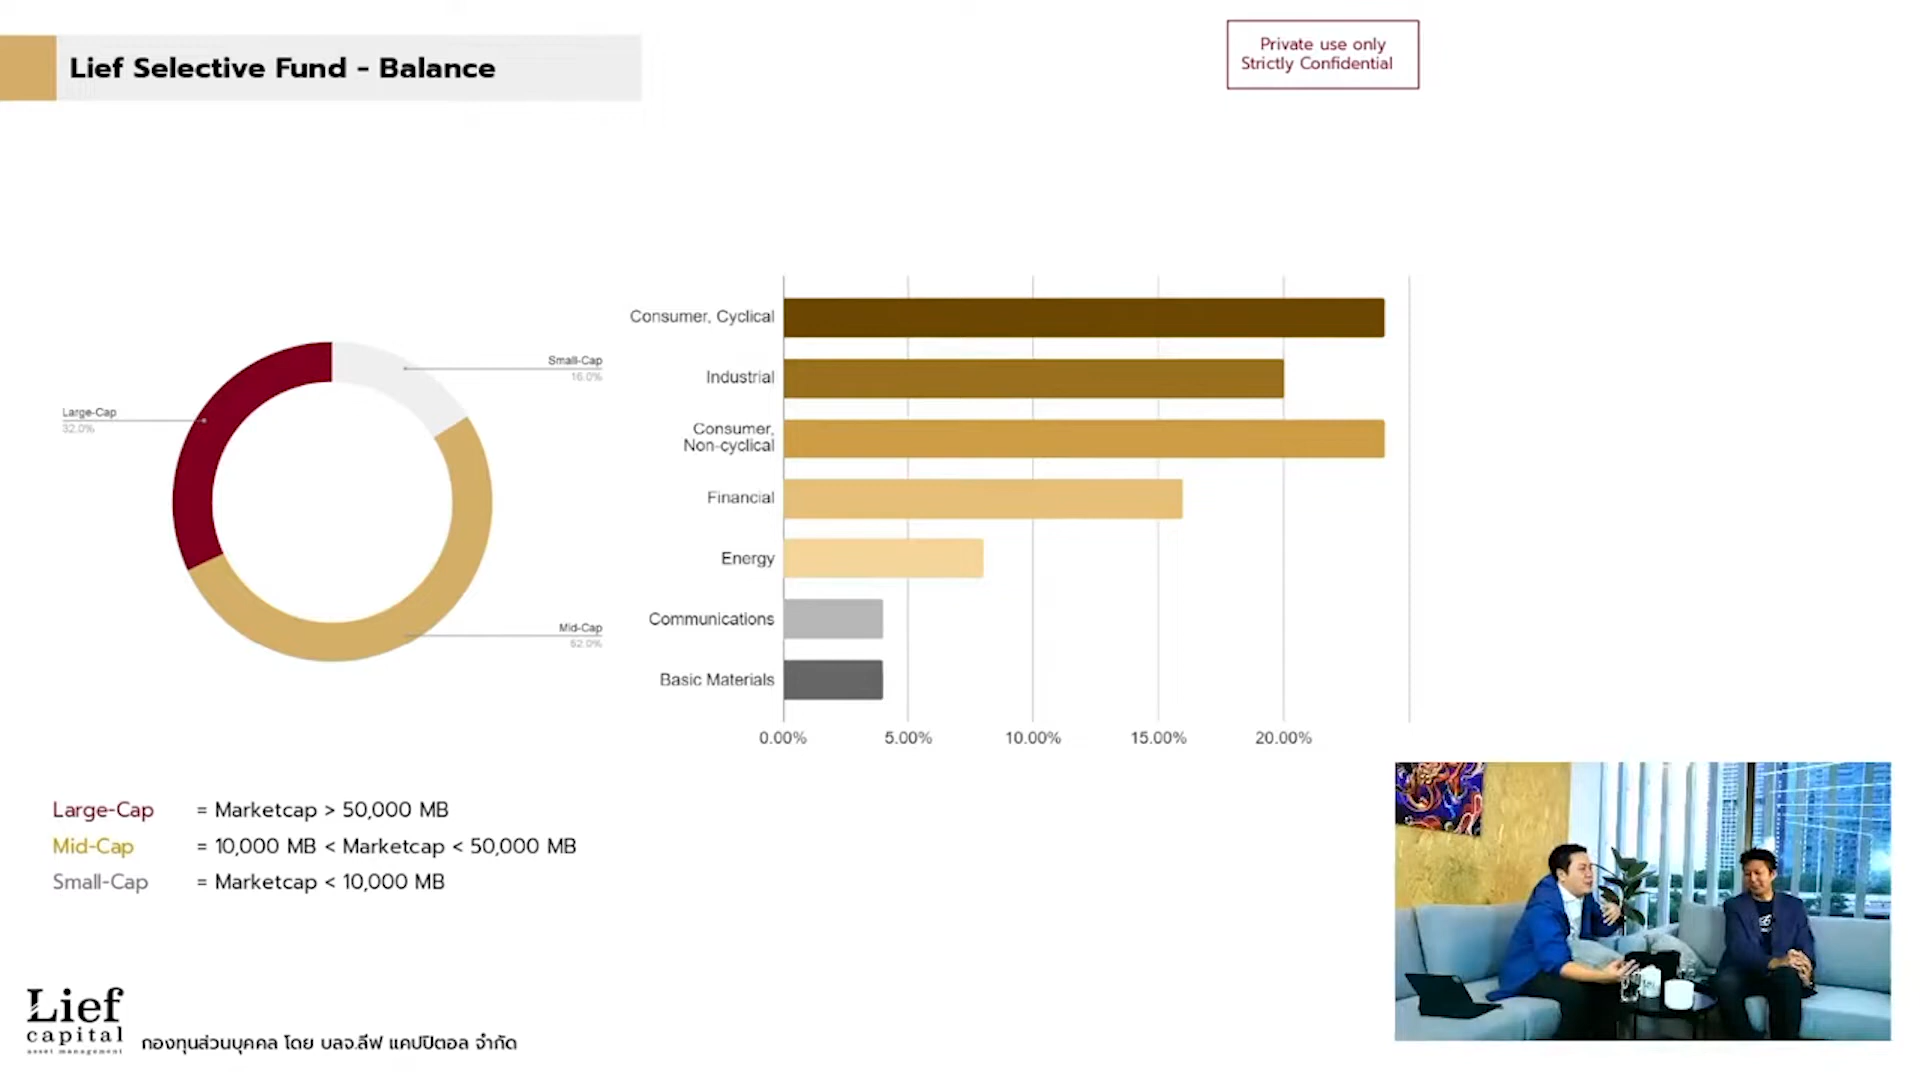 Lief Selective Fund - Balance
Private use only
Strictly Confidential
Small-Cap
16.0%
Large-Cap
32.0%
Mid-Cap
52.0%
Consumer, Cyclical
Industrial
Consumer,
Non-cyclical
Financial
Energy
Communications
Basic Materials
0.00% 5.00% 10.00% 15.00% 20.00%
Large-Cap = Marketcap > 50,000 MB
Mid-Cap = 10,000 MB < Marketcap < 50,000 MB
Small-Cap = Marketcap < 10,000 MB
Lief
capital
asset management
กองทุนส่วนบุคคล โดย บลจ.ลีฟ แคปปิตอล จำกัด